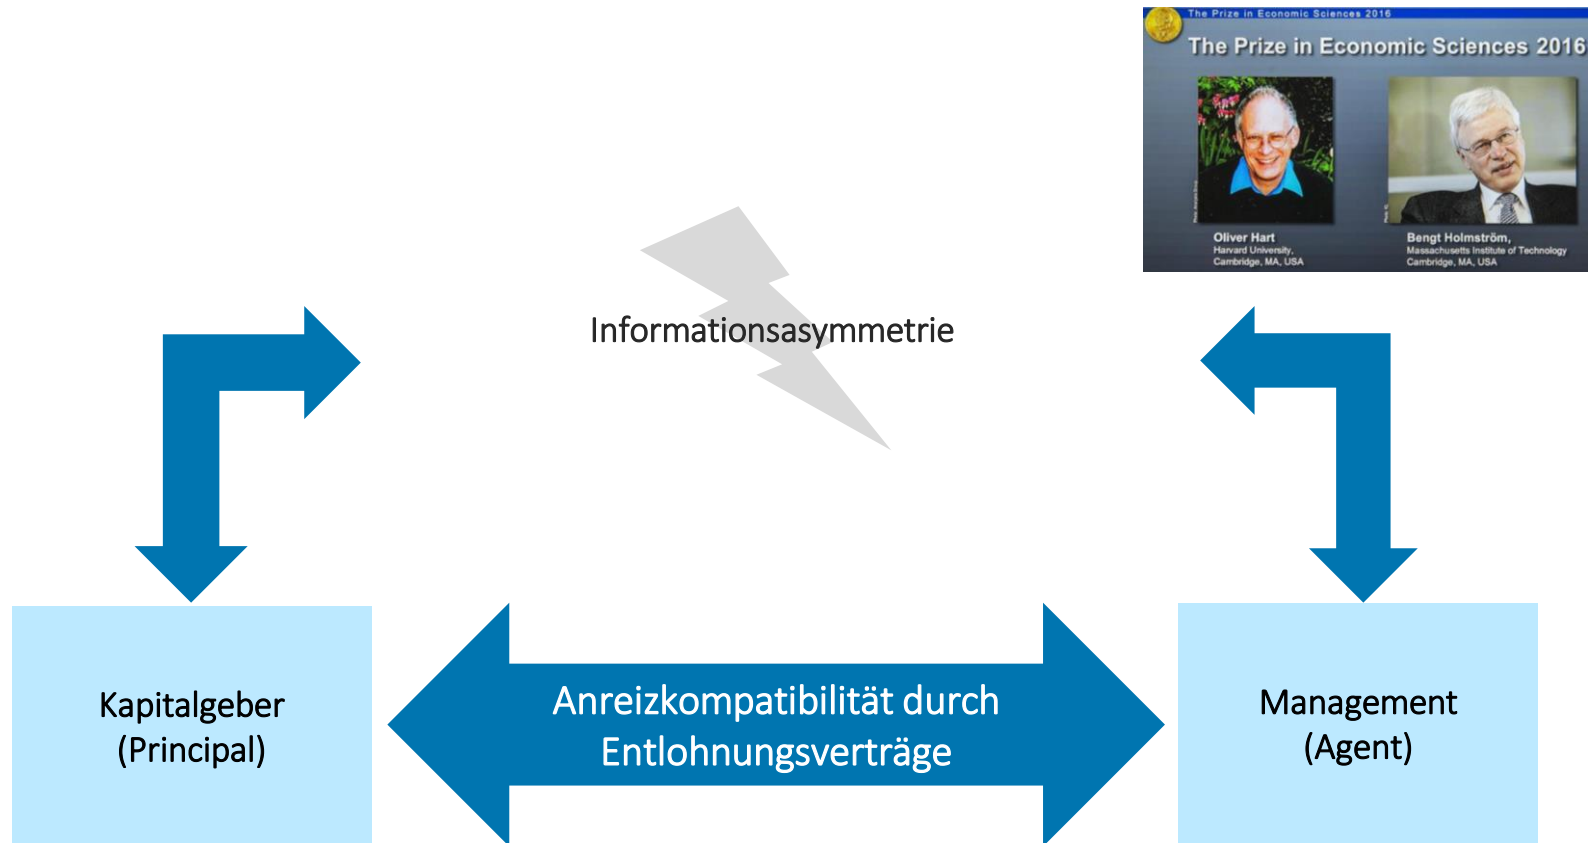 The Prize in Economic Sciences 2016
The Prize in Economic Sciences 2016
Oliver Hart
Harvard University,
Cambridge, MA, USA
Bengt Holmström,
Massachusetts Institute of Technology
Cambridge, MA, USA
Informationsasymmetrie
Kapitalgeber
(Principal)
Anreizkompatibilität durch
Entlohnungsverträge
Management
(Agent)